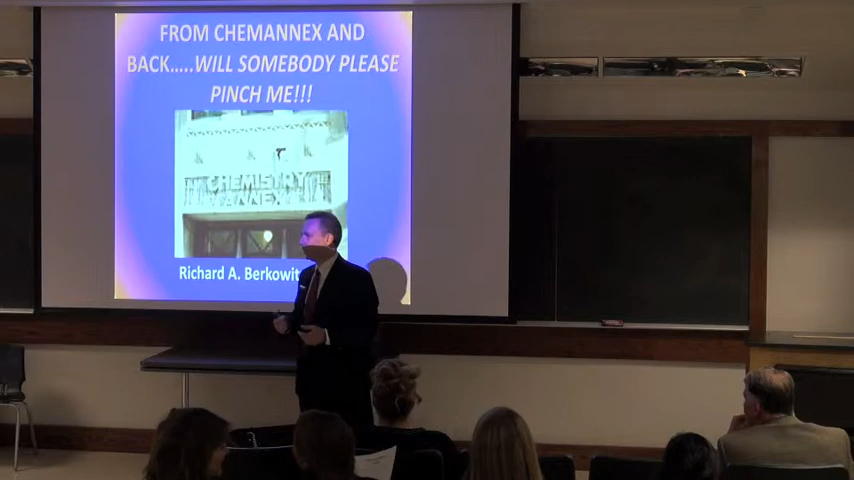 FROM CHEMANNEX AND
BACK.....WILL SOMEBODY PLEASE
PINCH ME!!!
CHEMISTRY
ANNEX
Richard A. Berkowit